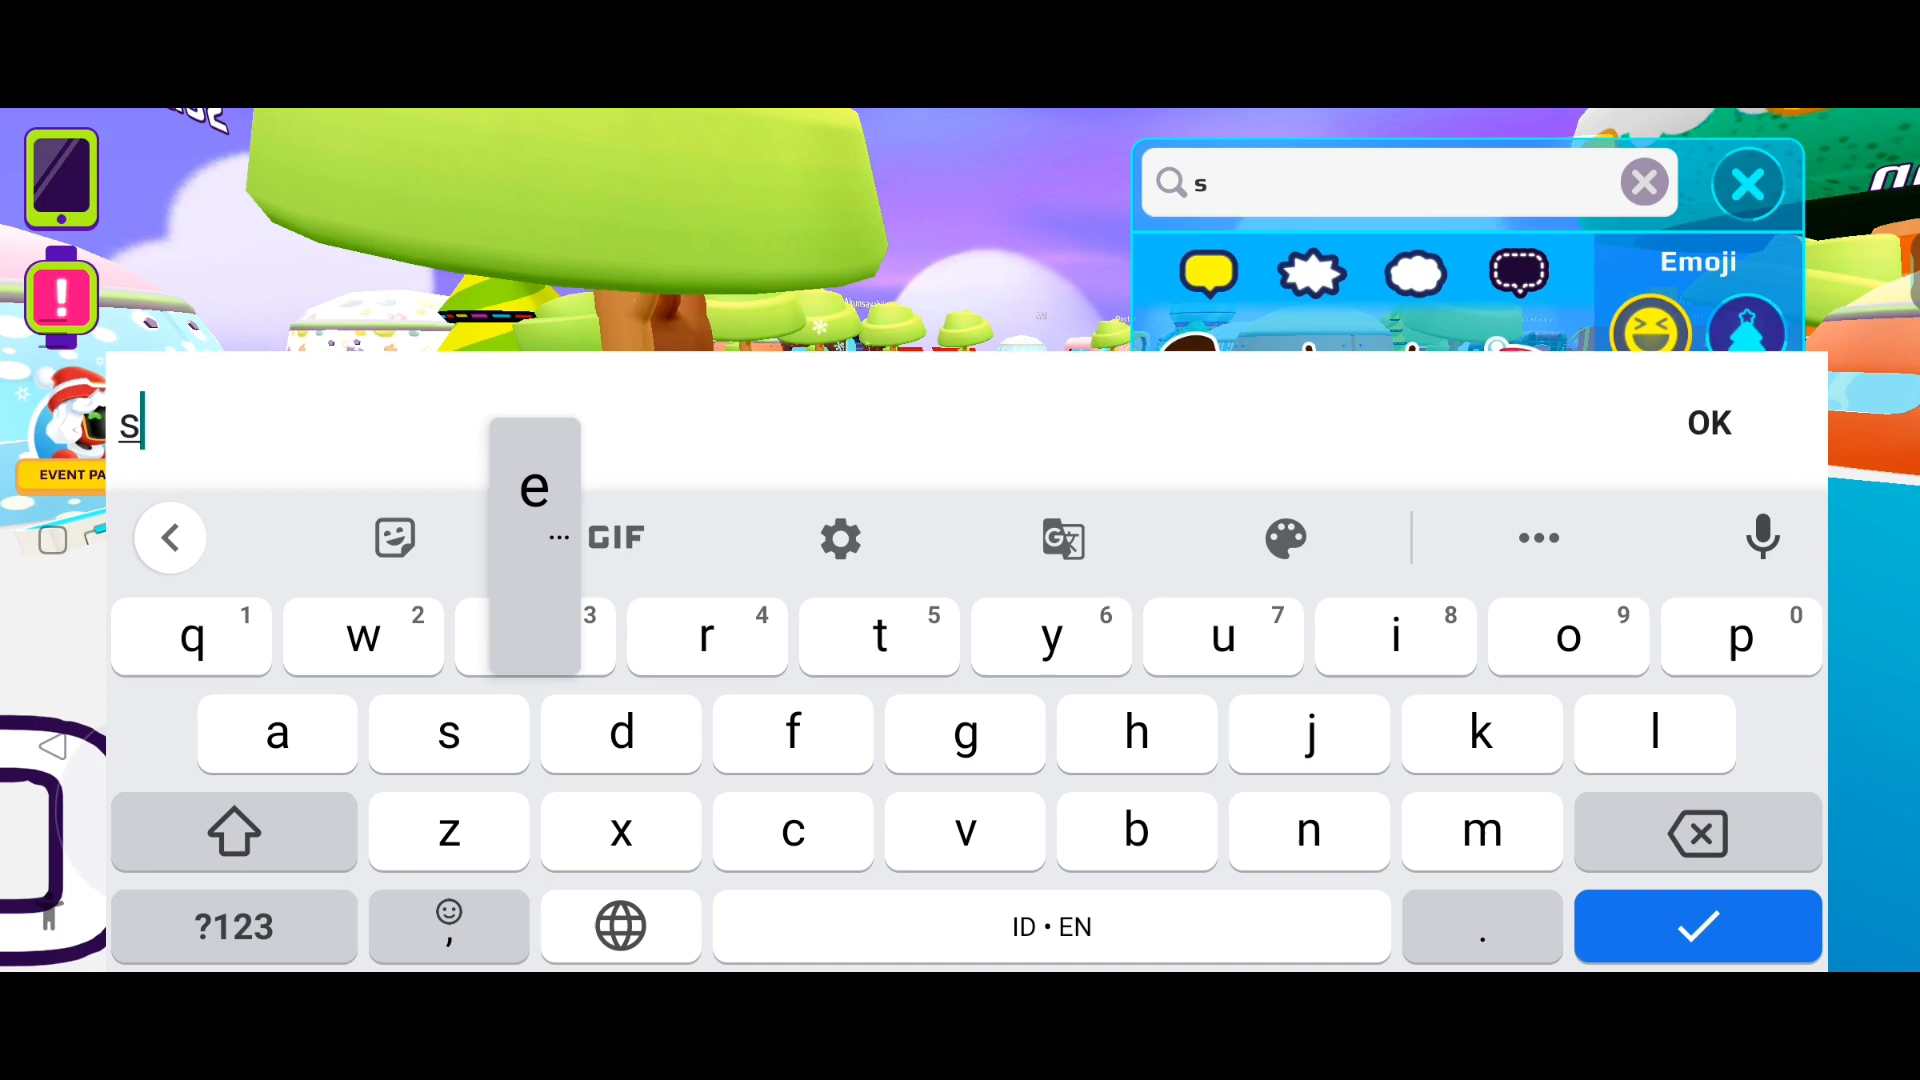 s
Emoji
EVENT PA
s
OK
e
GIF
q 1 w 2 3 r 4 t 5 y 6 u 7 i 8 o 9 p 0
a s d f g h j k l
z x c v b n m
?123 , ID • EN .